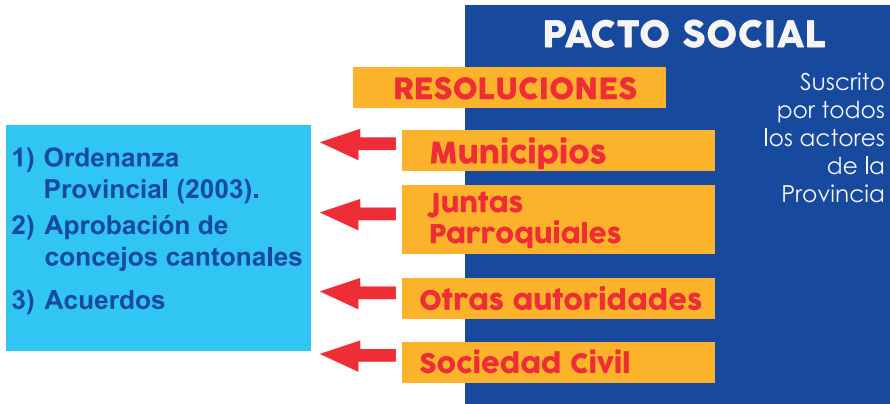 PACTO SOCIAL
RESOLUCIONES
Suscrito
por todos
los actores
de la
Provincia
Municipios
Juntas
Parroquiales
Otras autoridades
Sociedad Civil
1) Ordenanza
Provincial (2003).
2) Aprobación de
concejos cantonales
3) Acuerdos